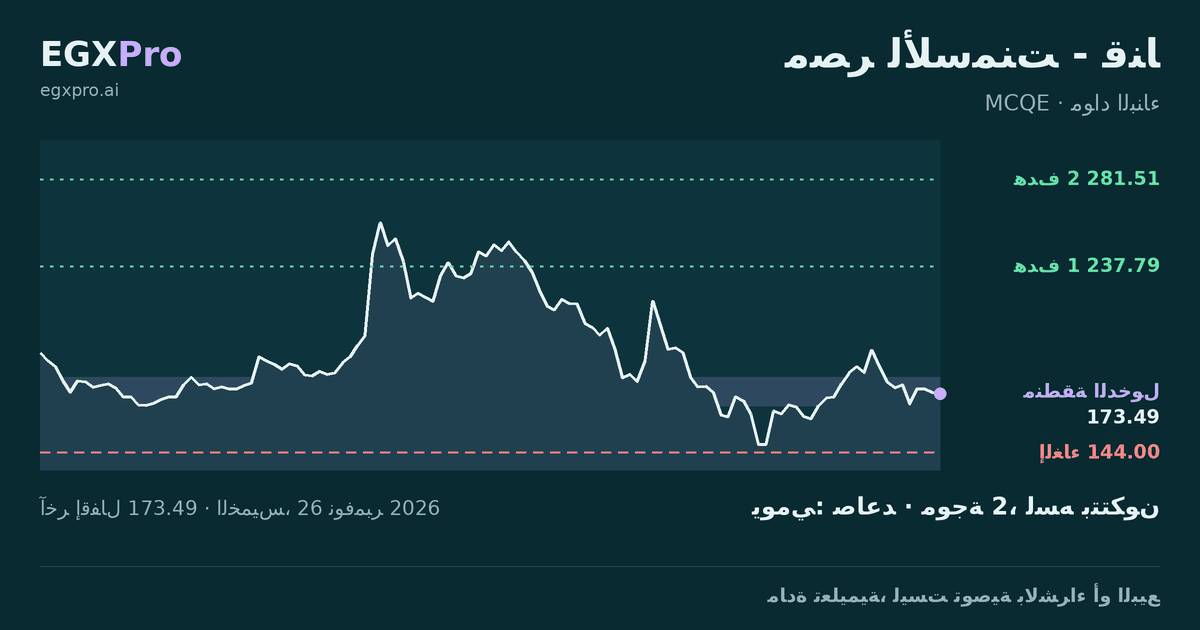 EGXPro
egxpro.ai
مصر للأسمنت - قنا
MCQE · مواد البناء
هدف 2 281.51
هدف 1 237.79
منطقة الدخول
173.49
إلغاء 144.00
يومي: صاعد · موجة 2، لسه بتتكون
آخر إقفال 173.49 · الخميس، 26 نوفمبر 2026
مادة تعليمية، ليست توصية بالشراء أو البيع